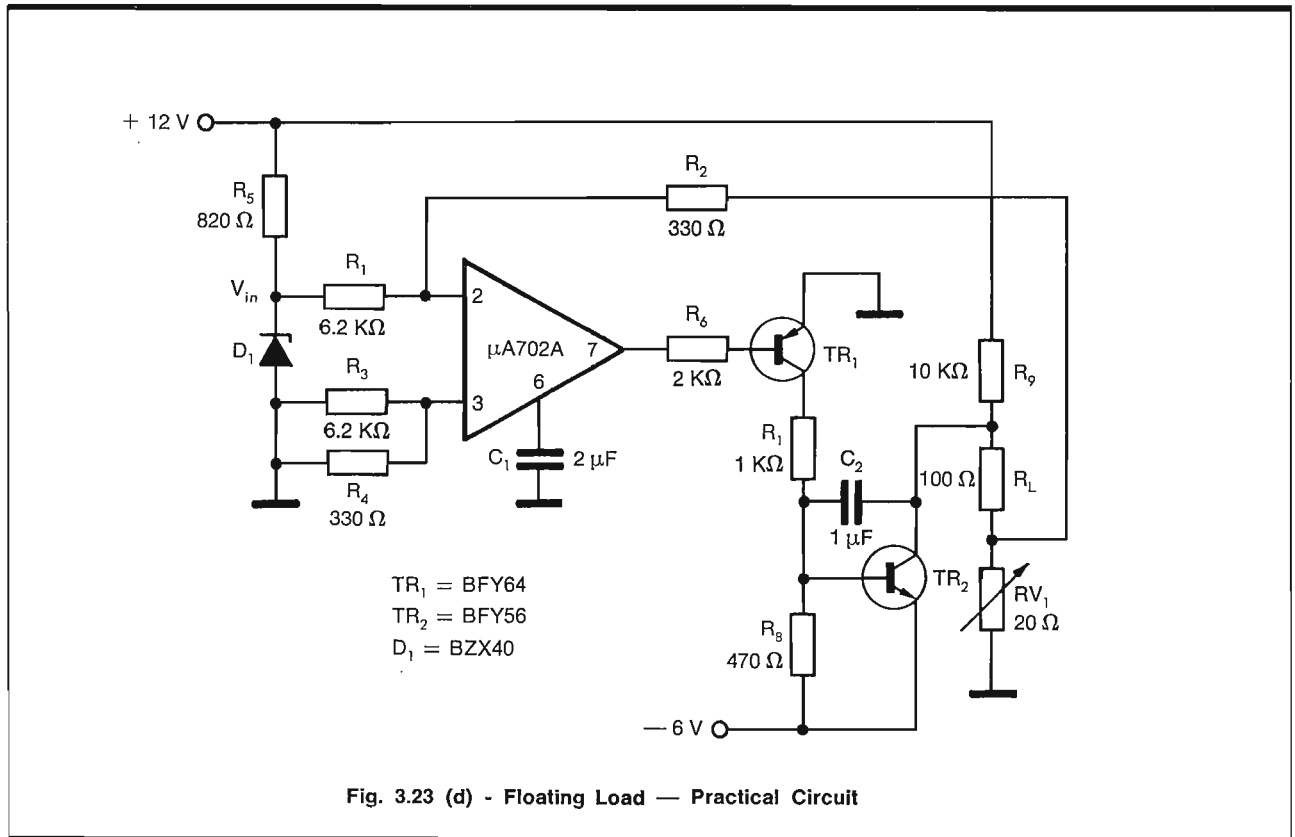 + 12 V
R5
820 Ω
R2
330 Ω
Vin
R1
6.2 KΩ
2
μA702A
7
6
3
D1
R3
6.2 KΩ
R4
330 Ω
C1
2 μF
R6
2 KΩ
TR1
10 KΩ
R9
R1
1 KΩ
C2
1 μF
100 Ω
RL
TR2
RV1
20 Ω
R8
470 Ω
TR1 = BFY64
TR2 = BFY56
D1 = BZX40
— 6 V
Fig. 3.23 (d) - Floating Load — Practical Circuit